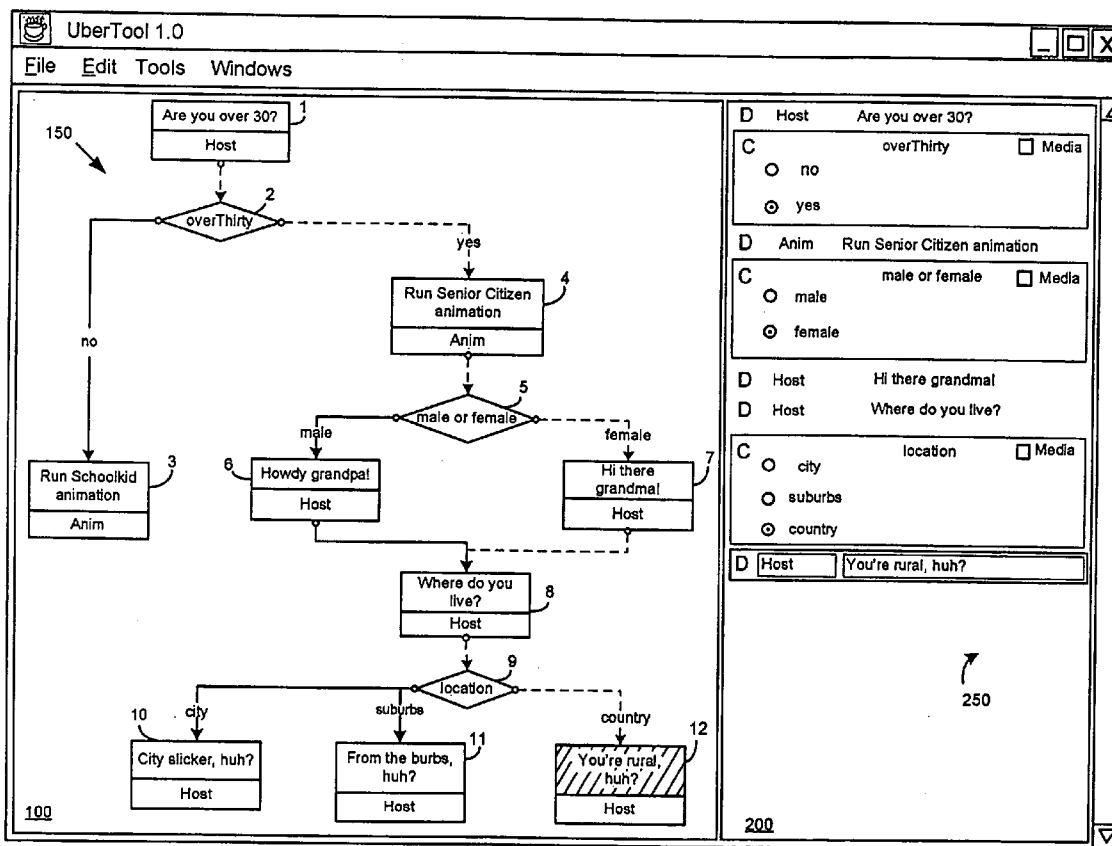 UberTool 1.0
File Edit Tools Windows
150
Are you over 30?
Host
1
overThirty
2
no
yes
Run Senior Citizen
animation
Anim
4
male or female
5
male
female
Run Schoolkid
animation
Anim
3
6
Howdy grandpa!
Host
Hi there
grandma!
Host
7
Where do you
live?
Host
8
location
9
city
suburbs
country
10
City slicker, huh?
Host
From the burbs,
huh?
Host
11
You're rural,
huh?
Host
12
100
D Host Are you over 30?
C overThirty Media
no
yes
D Anim Run Senior Citizen animation
C male or female Media
male
female
D Host Hi there grandma!
D Host Where do you live?
C location Media
city
suburbs
country
D Host You're rural, huh?
250
200